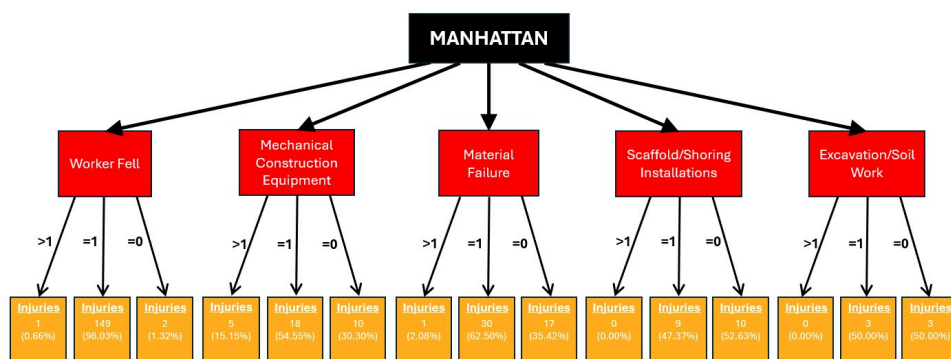 MANHATTAN
Worker Fell
Mechanical
Construction
Equipment
Material
Failure
Scaffold/Shoring
Installations
Excavation/Soil
Work
>1 =1 =0
>1 =1 =0
>1 =1 =0
>1 =1 =0
>1 =1 =0
Injuries
1
(0.66%)
Injuries
149
(98.03%)
Injuries
2
(1.32%)
Injuries
5
(15.15%)
Injuries
18
(54.55%)
Injuries
10
(30.30%)
Injuries
1
(2.08%)
Injuries
30
(62.50%)
Injuries
17
(35.42%)
Injuries
0
(0.00%)
Injuries
9
(47.37%)
Injuries
10
(52.63%)
Injuries
0
(0.00%)
Injuries
3
(50.00%)
Injuries
3
(50.00%)